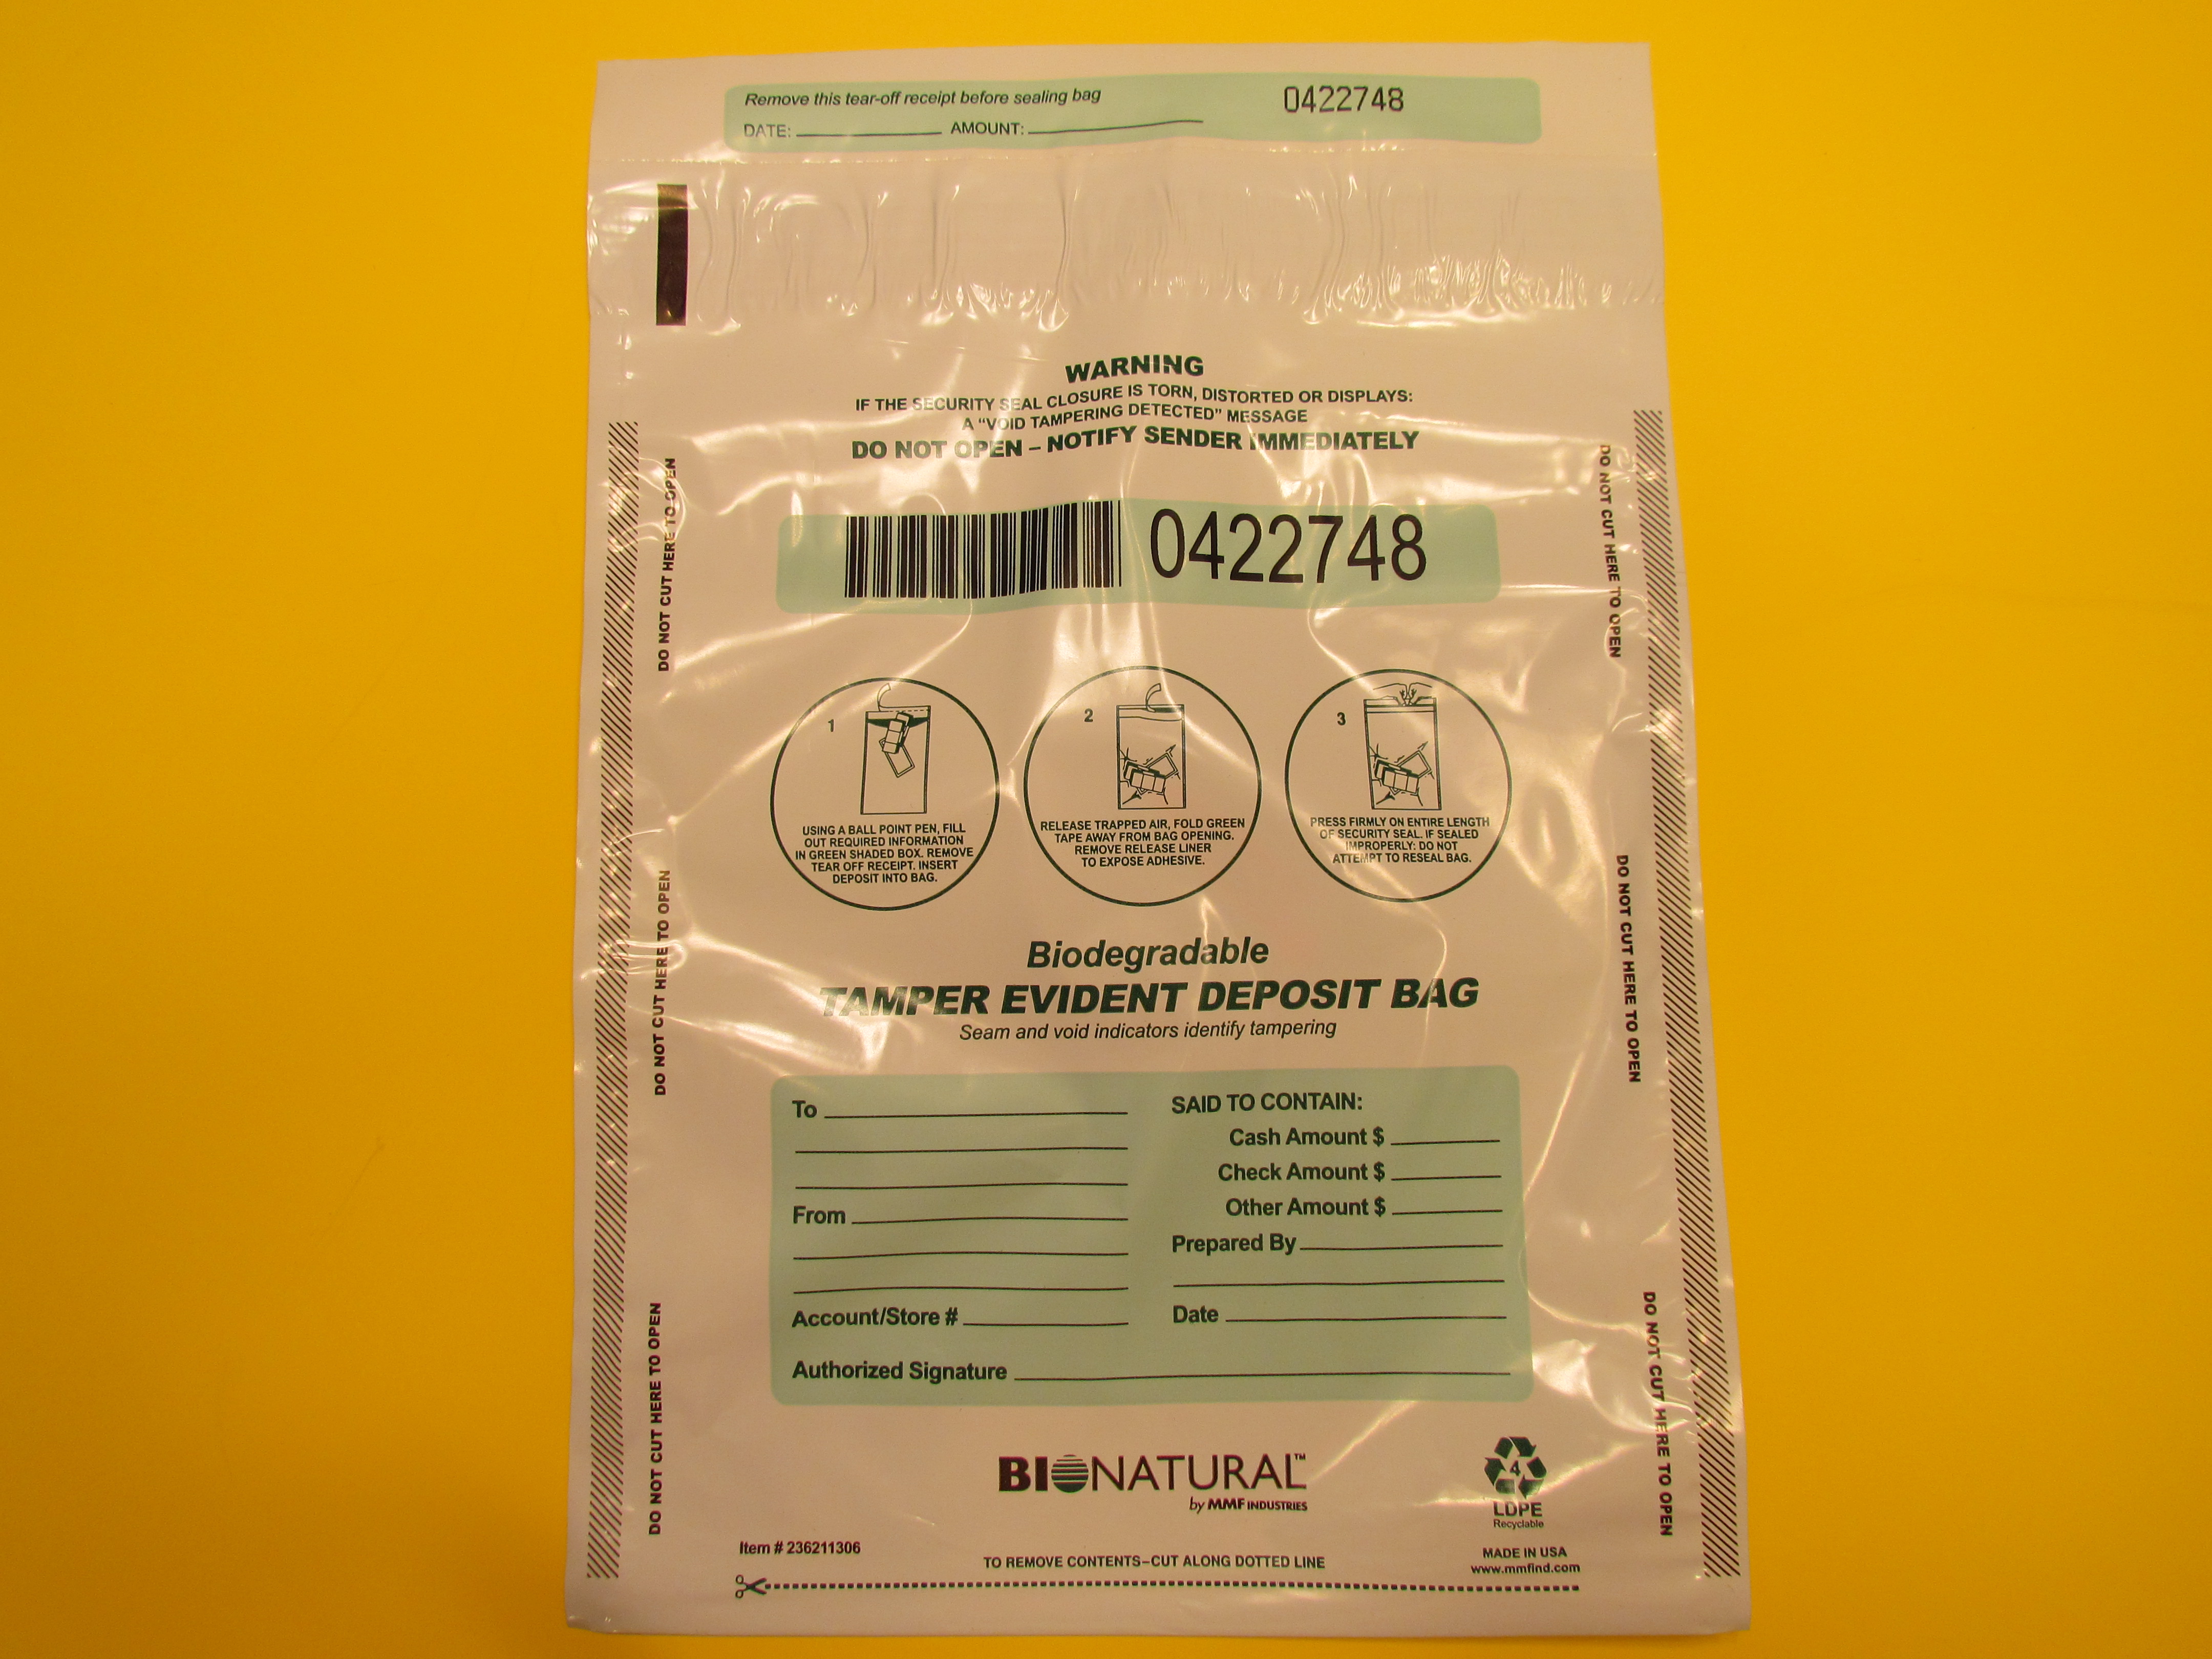 Remove this tear-off receipt before sealing bag
0422748
DATE: AMOUNT:
WARNING
IF THE SECURITY SEAL CLOSURE IS TORN, DISTORTED OR DISPLAYS:
A “VOID TAMPERING DETECTED” MESSAGE
DO NOT OPEN – NOTIFY SENDER IMMEDIATELY
0422748
1
USING A BALL POINT PEN, FILL
OUT REQUIRED INFORMATION
IN GREEN SHADED BOX. REMOVE
TEAR OFF RECEIPT. INSERT
DEPOSIT INTO BAG.
2
RELEASE TRAPPED AIR, FOLD GREEN
TAPE AWAY FROM BAG OPENING.
REMOVE RELEASE LINER
TO EXPOSE ADHESIVE.
3
PRESS FIRMLY ON ENTIRE LENGTH
OF SECURITY SEAL. IF SEALED
IMPROPERLY: DO NOT
ATTEMPT TO RESEAL BAG.
Biodegradable
TAMPER EVIDENT DEPOSIT BAG
Seam and void indicators identify tampering
To
From
Account/Store #
SAID TO CONTAIN:
Cash Amount $
Check Amount $
Other Amount $
Prepared By
Date
Authorized Signature
BIONATURAL™
by MMF INDUSTRIES
4
LDPE
Recyclable
Item # 236211306
TO REMOVE CONTENTS–CUT ALONG DOTTED LINE
MADE IN USA
www.mmfind.com
DO NOT CUT HERE TO OPEN
DO NOT CUT HERE TO OPEN
DO NOT CUT HERE TO OPEN
DO NOT CUT HERE TO OPEN
DO NOT CUT HERE TO OPEN
DO NOT CUT HERE TO OPEN